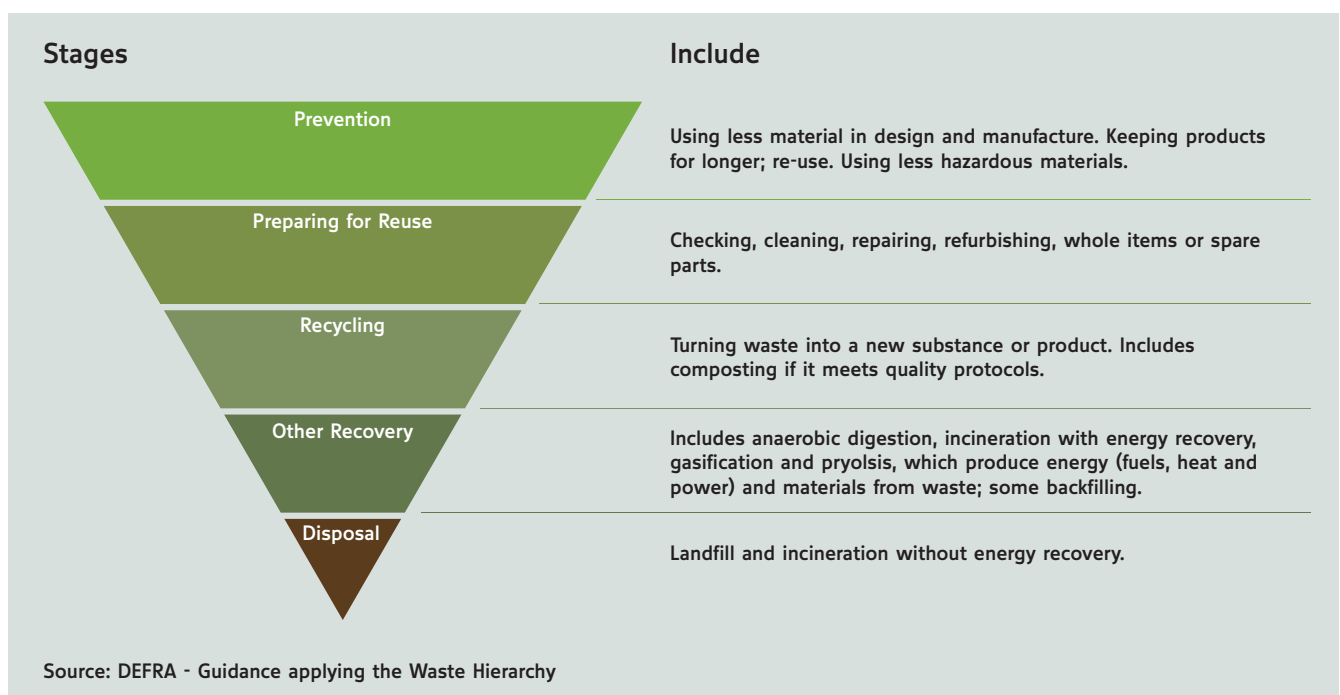 Stages
Include
Prevention
Using less material in design and manufacture. Keeping products
for longer; re-use. Using less hazardous materials.
Preparing for Reuse
Checking, cleaning, repairing, refurbishing, whole items or spare
parts.
Recycling
Turning waste into a new substance or product. Includes
composting if it meets quality protocols.
Other Recovery
Includes anaerobic digestion, incineration with energy recovery,
gasification and pryolsis, which produce energy (fuels, heat and
power) and materials from waste; some backfilling.
Disposal
Landfill and incineration without energy recovery.
Source: DEFRA - Guidance applying the Waste Hierarchy